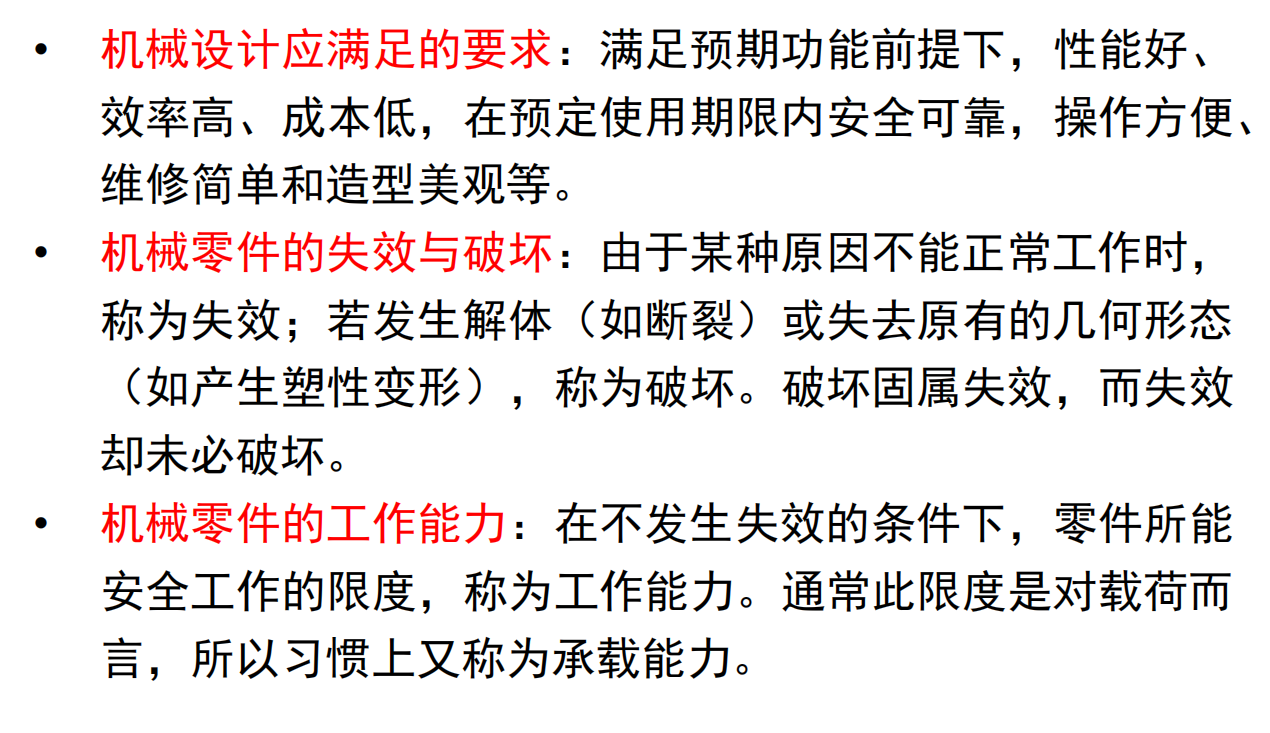 • 机械设计应满足的要求：满足预期功能前提下，性能好、
效率高、成本低，在预定使用期限内安全可靠，操作方便、
维修简单和造型美观等。
• 机械零件的失效与破坏：由于某种原因不能正常工作时，
称为失效；若发生解体（如断裂）或失去原有的几何形态
（如产生塑性变形），称为破坏。破坏固属失效，而失效
却未必破坏。
• 机械零件的工作能力：在不发生失效的条件下，零件所能
安全工作的限度，称为工作能力。通常此限度是对载荷而
言，所以习惯上又称为承载能力。